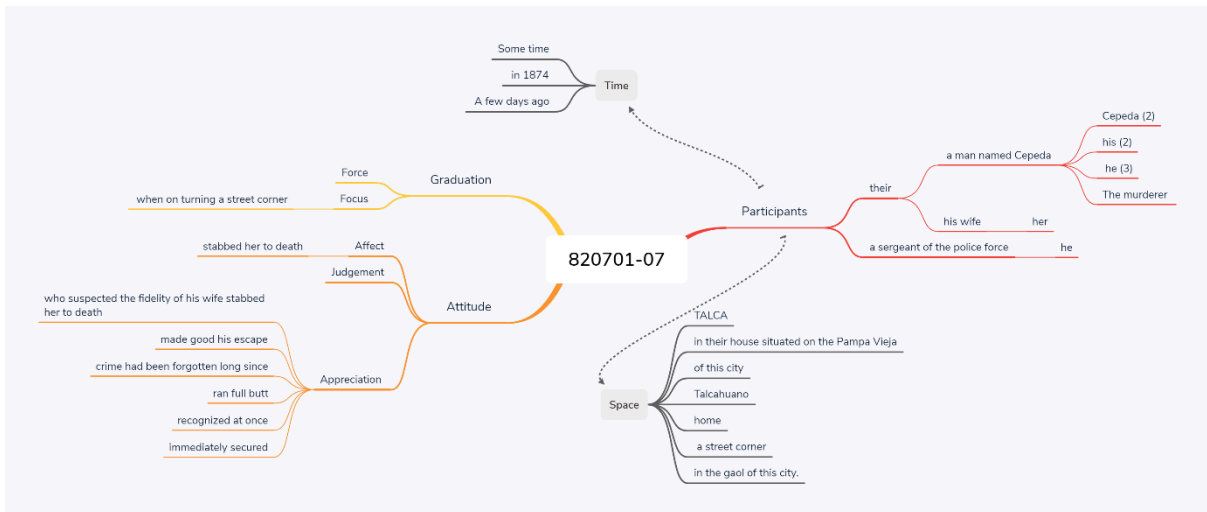 Some time
in 1874
A few days ago
Time
Graduation
Force
Focus
when on turning a street corner
Attitude
Affect
stabbed her to death
Judgement
Appreciation
who suspected the fidelity of his wife stabbed
her to death
made good his escape
crime had been forgotten long since
ran full butt
recognized at once
immediately secured
820701-07
Participants
their
a man named Cepeda
Cepeda (2)
his (2)
he (3)
The murderer
his wife
her
a sergeant of the police force
he
Space
TALCA
in their house situated on the Pampa Vieja
of this city
Talcahuano
home
a street corner
in the gaol of this city.